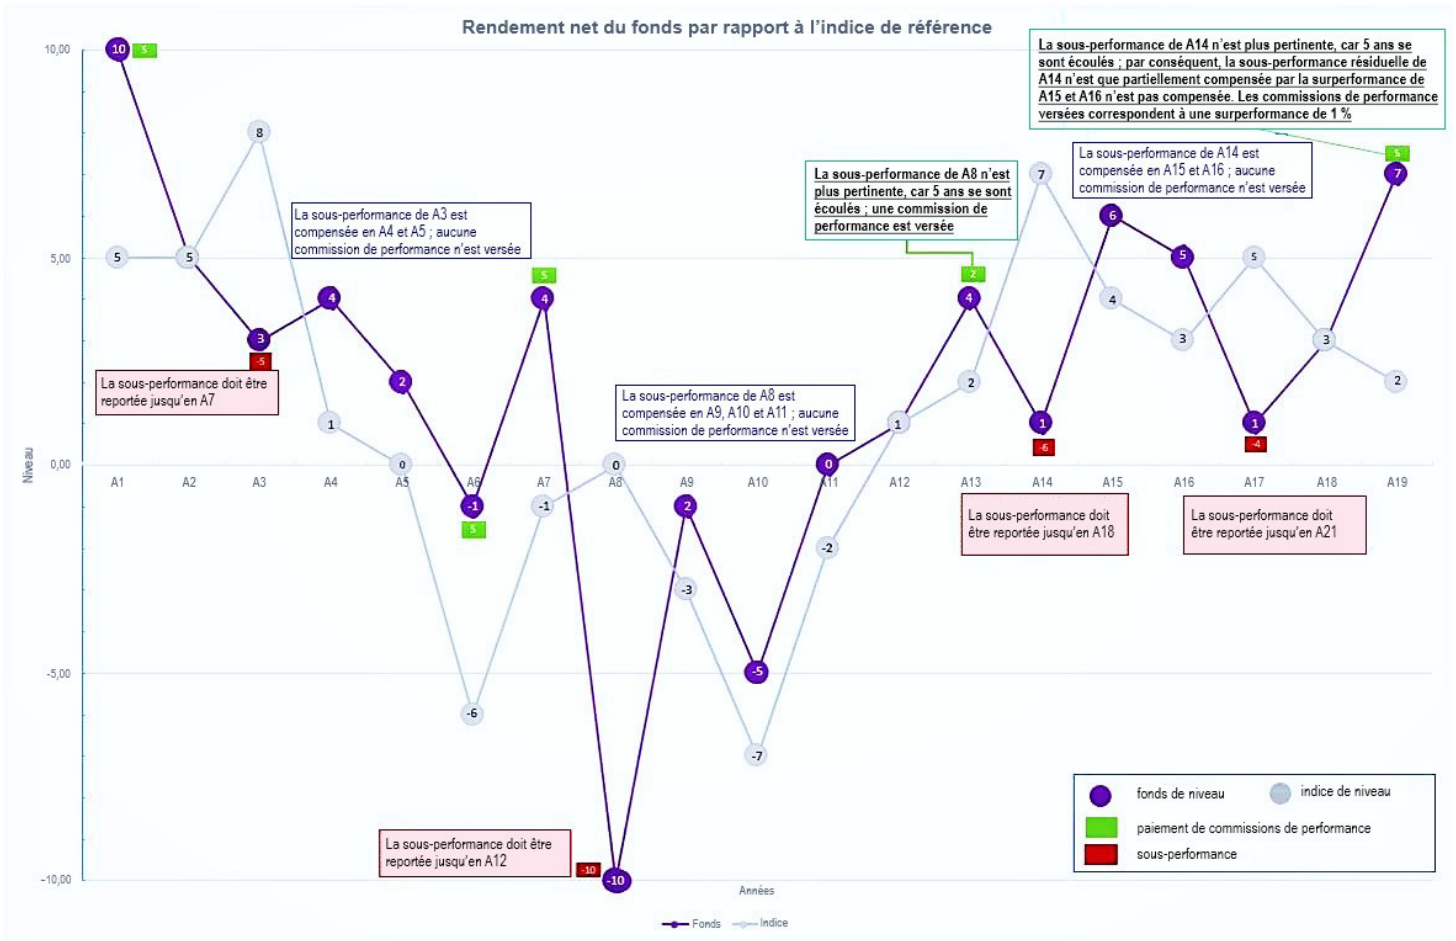 Rendement net du fonds par rapport à l'indice de référence
10,00
5,00
0,00
-5,00
-10,00
Niveau
La sous-performance de A14 n'est plus pertinente, car 5 ans se
sont écoulés ; par conséquent, la sous-performance résiduelle de
A14 n'est que partiellement compensée par la surperformance de
A15 et A16 n'est pas compensée. Les commissions de performance
versées correspondent à une surperformance de 1 %
La sous-performance de A8 n'est
plus pertinente, car 5 ans se sont
écoulés ; une commission de
performance est versée
La sous-performance de A14 est
compensée en A15 et A16 ; aucune
commission de performance n'est versée
La sous-performance de A3 est
compensée en A4 et A5 ; aucune
commission de performance n'est versée
La sous-performance doit être
reportée jusqu'en A7
La sous-performance de A8 est
compensée en A9, A10 et A11 ; aucune
commission de performance n'est versée
La sous-performance doit
être reportée jusqu'en A18
La sous-performance doit
être reportée jusqu'en A21
La sous-performance doit être
reportée jusqu'en A12
10 5 3 4 2 -1 4 -10 2 -5 0 1 4 1 6 5 1 3 7
5 5 8 1 0 -6 -1 0 -3 -7 -2 1 2 7 4 3 5 3 2
5 5 5 2 5
-5 -10 -6 -4
A1 A2 A3 A4 A5 A6 A7 A8 A9 A10 A11 A12 A13 A14 A15 A16 A17 A18 A19
Années
fonds de niveau
indice de niveau
paiement de commissions de performance
sous-performance
Fonds Indice